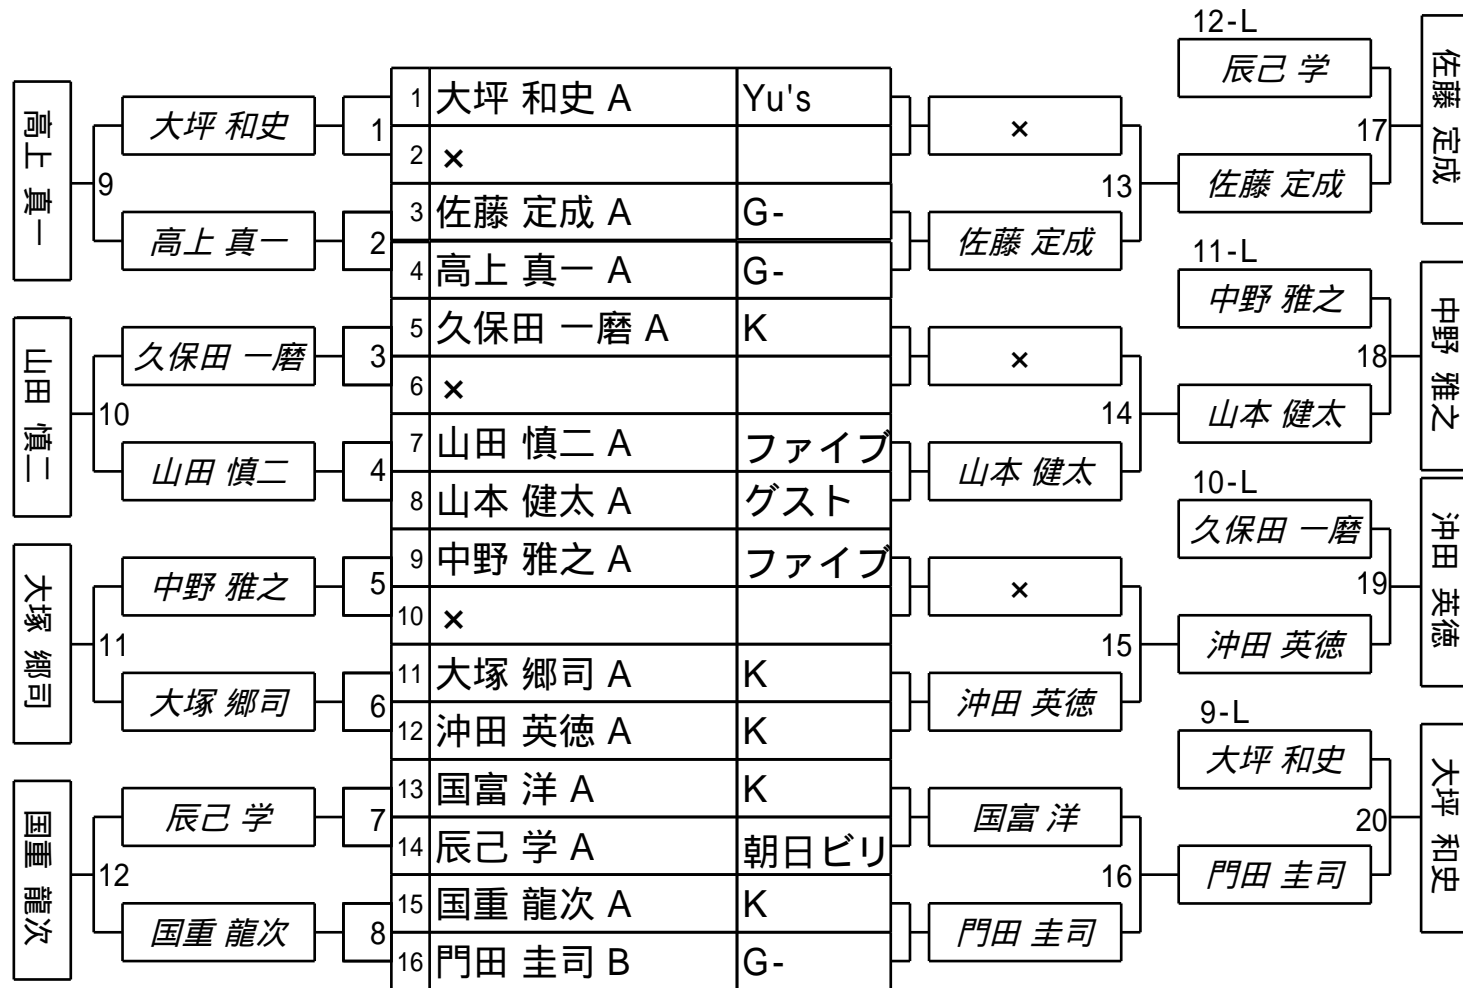 12-L
辰己 学
佐藤 定成
1 大坪 和史 A Yu's
大坪 和史
1
×
17
高上 真一
2 ×
9
13
佐藤 定成
3 佐藤 定成 A G-
高上 真一
2
佐藤 定成
4 高上 真一 A G-
11-L
中野 雅之
中野 雅之
5 久保田 一磨 A K
久保田 一磨
3
×
18
山田 慎二
6 ×
10
14
山本 健太
7 山田 慎二 A ファイブ
山田 慎二
4
山本 健太
8 山本 健太 A グスト
10-L
久保田 一磨
沖田 英徳
9 中野 雅之 A ファイブ
中野 雅之
5
×
19
大塚 郷司
10 ×
11
15
沖田 英徳
11 大塚 郷司 A K
大塚 郷司
6
沖田 英徳
12 沖田 英徳 A K
9-L
大坪 和史
大坪 和史
13 国富 洋 A K
辰己 学
7
国富 洋
20
国重 龍次
14 辰己 学 A 朝日ビリ
12
16
門田 圭司
15 国重 龍次 A K
国重 龍次
8
門田 圭司
16 門田 圭司 B G-